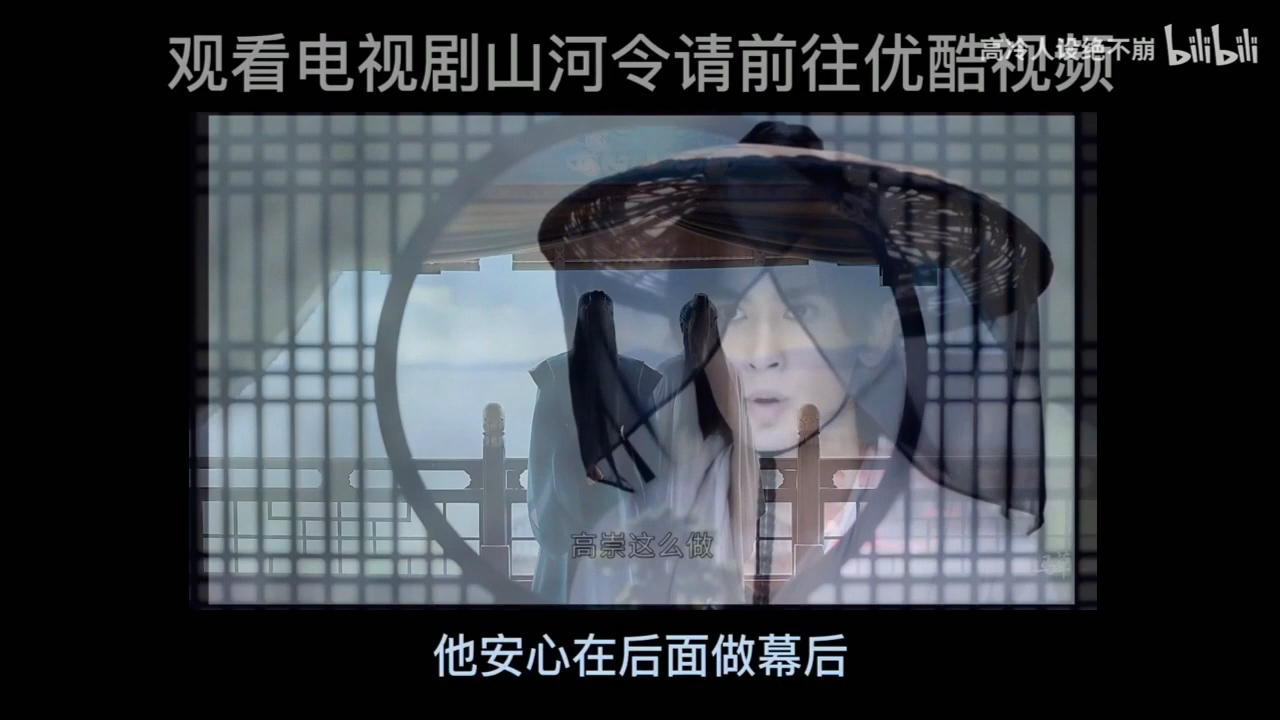 观看电视剧山河令请前往优酷视频
高冷人设绝不崩 bilibili
高崇这么做
他安心在后面做幕后